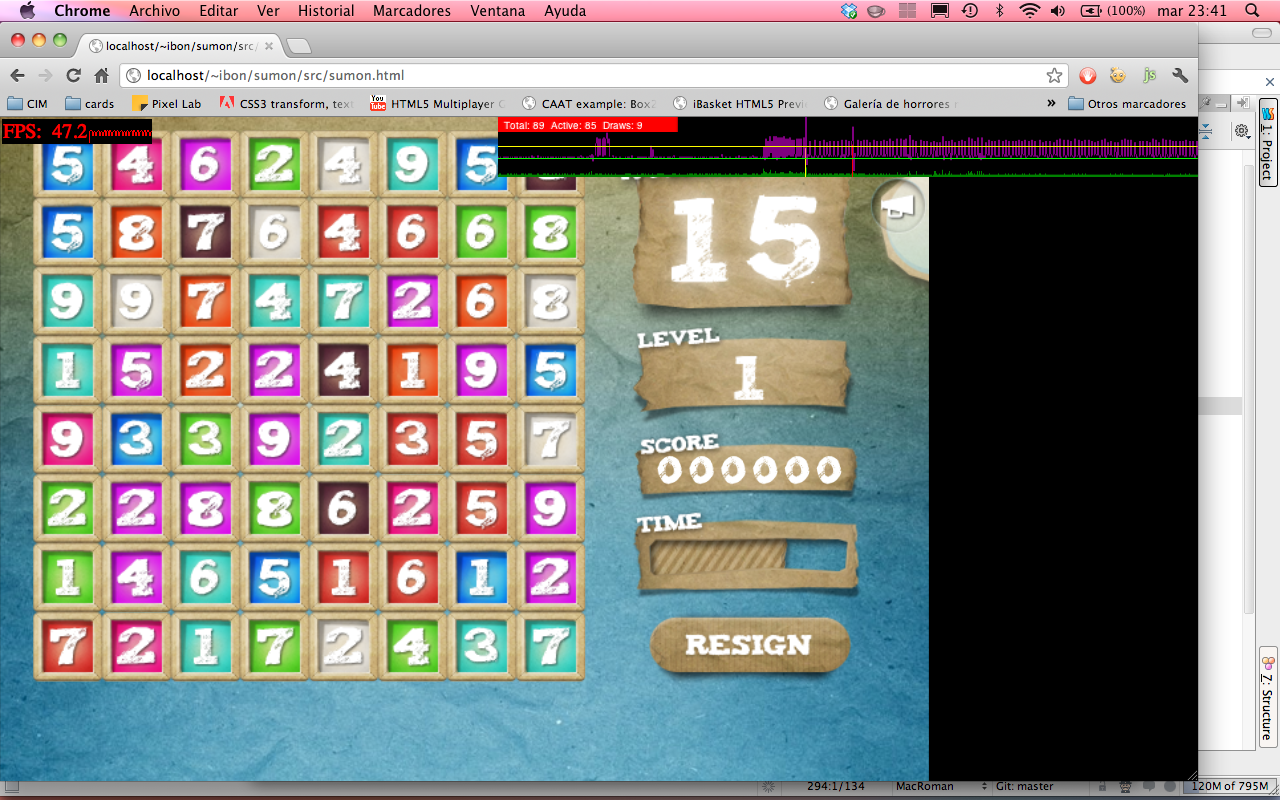 Chrome Archivo Editar Ver Historial Marcadores Ventana Ayuda (100%) mar 23:41
localhost/~ibon/sumon/src/
localhost/~ibon/sumon/src/sumon.html js
CIM cards Pixel Lab CSS3 transform, text HTML5 Multiplayer CAAT example: Box2 iBasket HTML5 Previ Galería de horrores » Otros marcadores
FPS: 47.2
Total: 89 Active: 85 Draws: 9
5 4 6 2 4 9 5
5 8 7 6 4 6 6 8
9 9 7 4 7 2 6 8
1 5 2 2 4 1 9 5
9 3 3 9 2 3 5 7
2 2 8 8 6 2 5 9
1 4 6 5 1 6 1 2
7 2 1 7 2 4 3 7
15
LEVEL
1
SCORE
000000
TIME
RESIGN
1: Project
Z: Structure
294:1/134 MacRoman Git: master 120M of 795M